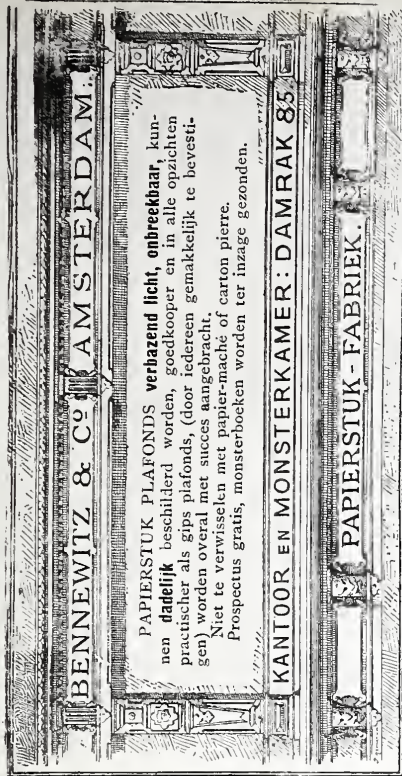 BENNEWITZ & Co AMSTERDAM.
PAPIERSTUK PLAFONDS verbazend licht, onbreekbaar, kun-
nen dadelijk beschilderd worden, goedkooper en in alle opzichten
practischer als gips plafonds, (door iedereen gemakkelijk te bevesti-
gen) worden overal met succes aangebracht.
Niet te verwisselen met papier-maché of carton pierre.
Prospectus gratis, monsterboeken worden ter inzage gezonden.
KANTOOR EN MONSTERKAMER: DAMRAK 85.
PAPIERSTUK-FABRIEK.